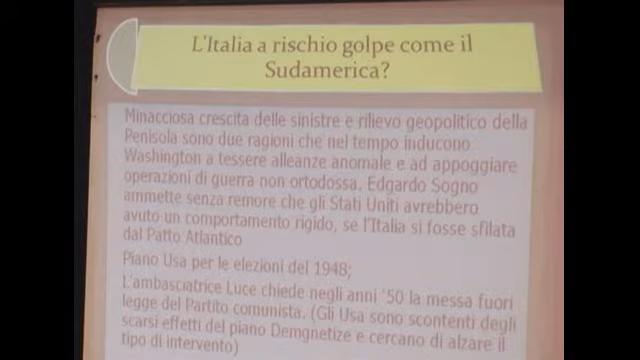 L'Italia a rischio golpe come il
Sudamerica?
Minacciosa crescita delle sinistre e rilievo geopolitico della
Penisola sono due ragioni che nel tempo inducono
Washington a tessere alleanze anomale e ad appoggiare
operazioni di guerra non ortodossa. Edgardo Sogno
ammette senza remore che gli Stati Uniti avrebbero
avuto un comportamento rigido, se l'Italia si fosse sfilata
dal Patto Atlantico
Piano Usa per le elezioni del 1948;
L'ambasciatrice Luce chiede negli anni '50 la messa fuori
legge del Partito comunista. (Gli Usa sono scontenti degli
scarsi effetti del piano Demgnetize e cercano di alzare il
tipo di intervento)